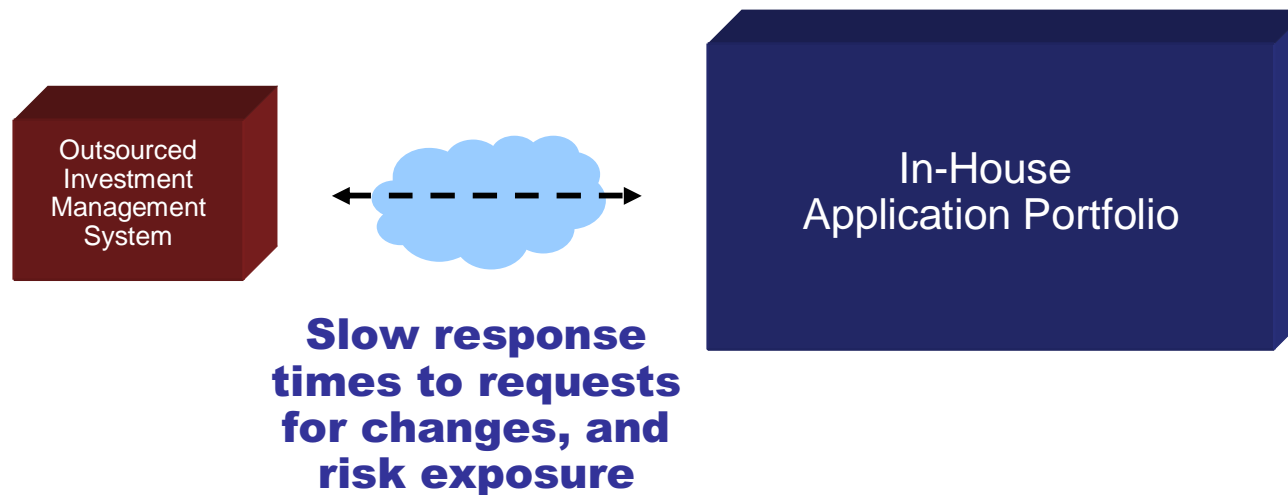 Outsourced
Investment
Management
System
In-House
Application Portfolio
Slow response
times to requests
for changes, and
risk exposure